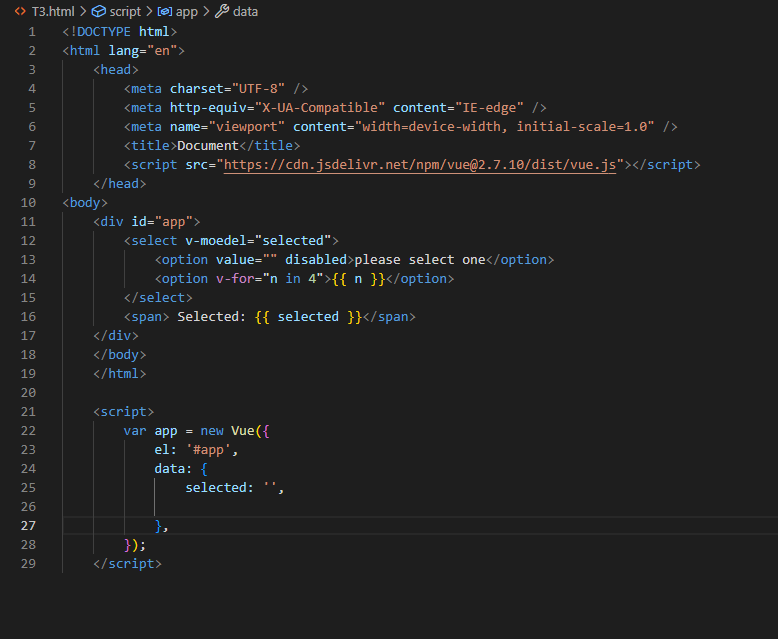 T3.html > script > app > data
1 <!DOCTYPE html>
2 <html lang="en">
3 <head>
4 <meta charset="UTF-8" />
5 <meta http-equiv="X-UA-Compatible" content="IE-edge" />
6 <meta name="viewport" content="width=device-width, initial-scale=1.0" />
7 <title>Document</title>
8 <script src="https://cdn.jsdelivr.net/npm/vue@2.7.10/dist/vue.js"></script>
9 </head>
10 <body>
11 <div id="app">
12 <select v-moedel="selected">
13 <option value="" disabled>please select one</option>
14 <option v-for="n in 4">{{ n }}</option>
15 </select>
16 <span> Selected: {{ selected }}</span>
17 </div>
18 </body>
19 </html>
20
21 <script>
22 var app = new Vue({
23 el: '#app',
24 data: {
25 selected: '',
26
27 },
28 });
29 </script>